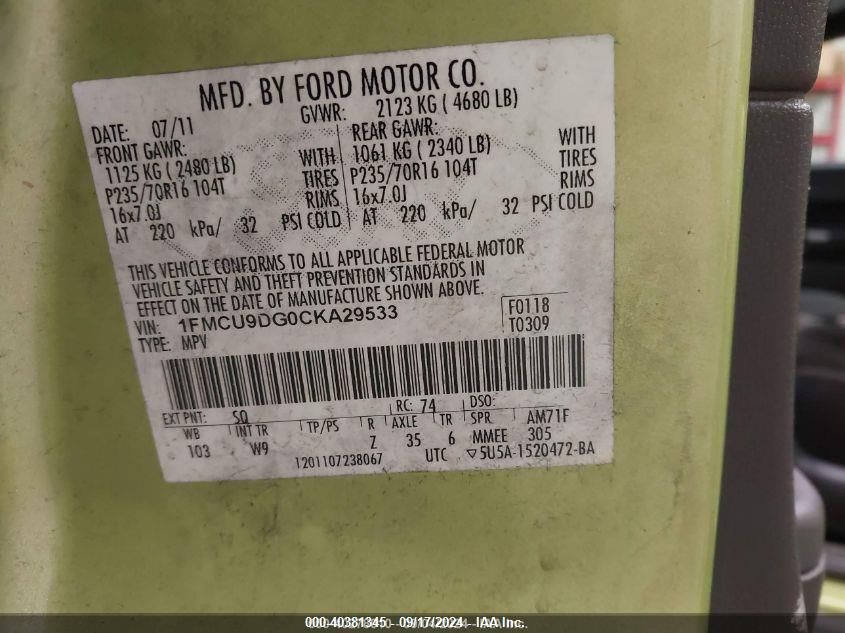 MFD. BY FORD MOTOR CO.
DATE: 07/11 GVWR: 2123 KG ( 4680 LB)
FRONT GAWR: REAR GAWR:
1125 KG ( 2480 LB) WITH 1061 KG ( 2340 LB) WITH
P235/70R16 104T TIRES P235/70R16 104T TIRES
16x7.0J RIMS 16x7.0J RIMS
AT 220 kPa/ 32 PSI COLD AT 220 kPa/ 32 PSI COLD
THIS VEHICLE CONFORMS TO ALL APPLICABLE FEDERAL MOTOR
VEHICLE SAFETY AND THEFT PREVENTION STANDARDS IN
EFFECT ON THE DATE OF MANUFACTURE SHOWN ABOVE.
VIN: 1FMCU9DG0CKA29533 F0118
TYPE: MPV T0309
EXT PNT: SQ RC: 74 DSO:
WB INT TR TP/PS R AXLE TR SPR AM71F
103 W9 Z 35 6 MMEE 305
1201107238067 UTC ▽5U5A-1520472-BA
000-40381345 - 09/17/2024 - IAA Inc.